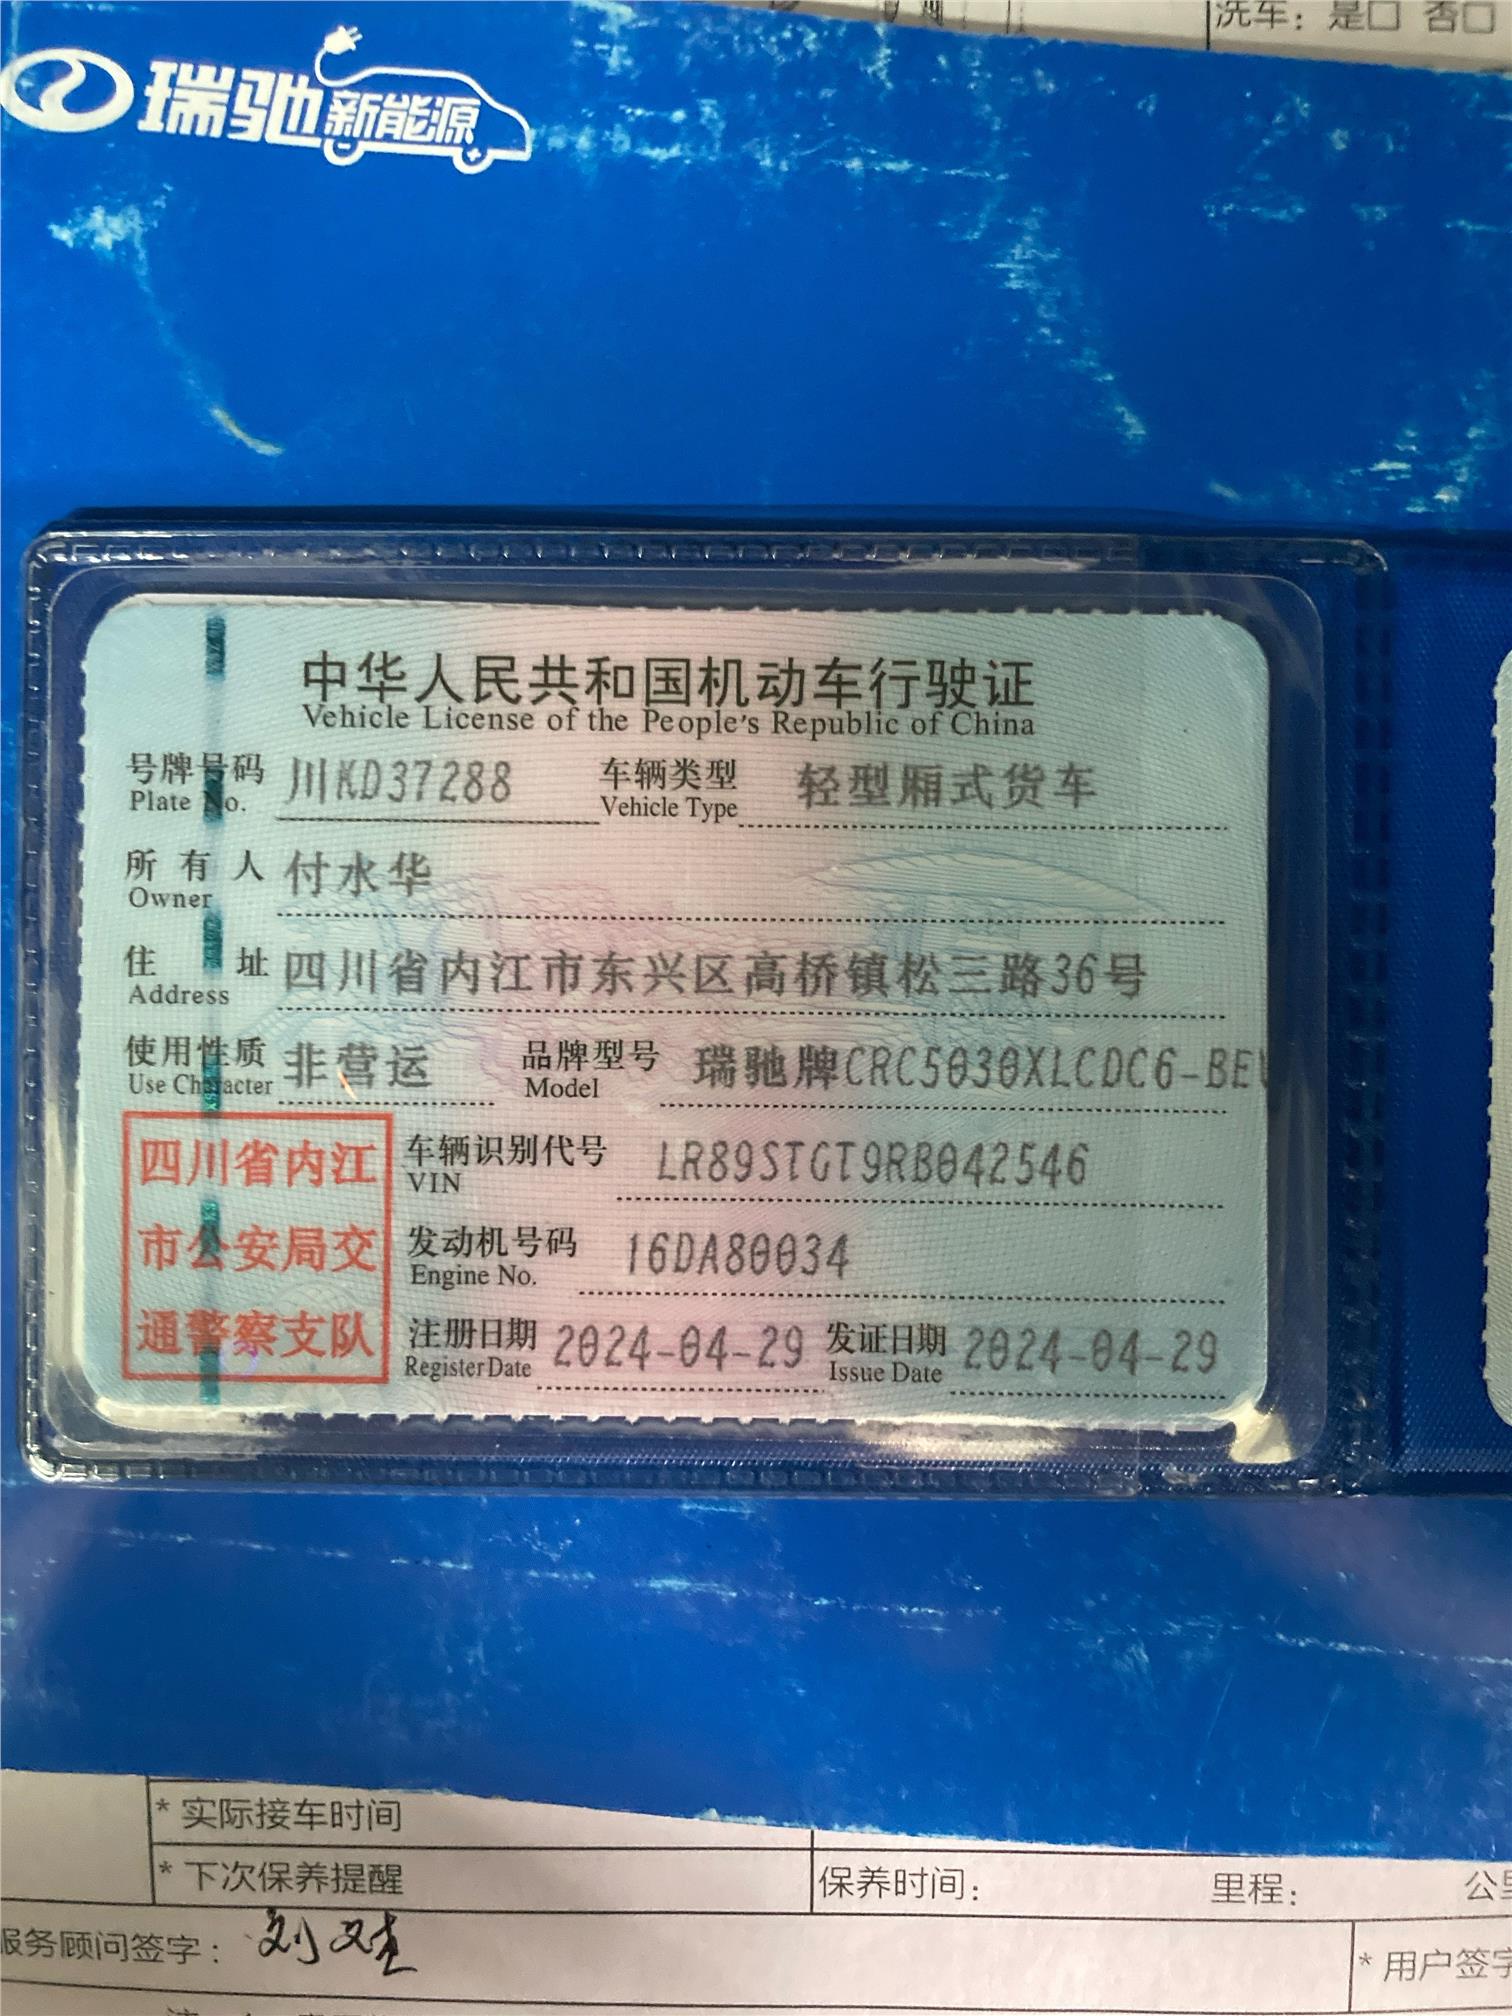 洗车：是□ 否□
瑞驰新能源
中华人民共和国机动车行驶证
Vehicle License of the People's Republic of China
号牌号码 川KD37288 车辆类型 轻型厢式货车
Plate No. Vehicle Type
所有人 付水华
Owner
住址 四川省内江市东兴区高桥镇松三路36号
Address
使用性质 非营运 品牌型号 瑞驰牌CRC5030XLCDC6-BEV
Use Character Model
四川省内江
市公安局交
通警察支队
车辆识别代号 LR89STGT9RB042546
VIN
发动机号码 16DA80034
Engine No.
注册日期 2024-04-29 发证日期 2024-04-29
Register Date Issue Date
* 实际接车时间
* 下次保养提醒 保养时间： 里程： 公里
服务顾问签字： * 用户签字